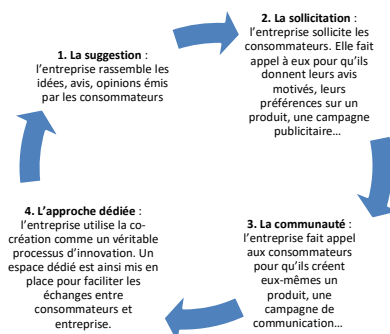 1. La suggestion :
l'entreprise rassemble les
idées, avis, opinions émis
par les consommateurs
2. La sollicitation :
l'entreprise sollicite les
consommateurs. Elle fait
appel à eux pour qu'ils
donnent leurs avis
motivés, leurs
préférences sur un
produit, une campagne
publicitaire…
3. La communauté :
l'entreprise fait appel
aux consommateurs
pour qu'ils créent
eux-mêmes un
produit, une
campagne de
communication…
4. L'approche dédiée :
l'entreprise utilise la co-
création comme un véritable
processus d'innovation. Un
espace dédié est ainsi mis en
place pour faciliter les
échanges entre
consommateurs et
entreprise.